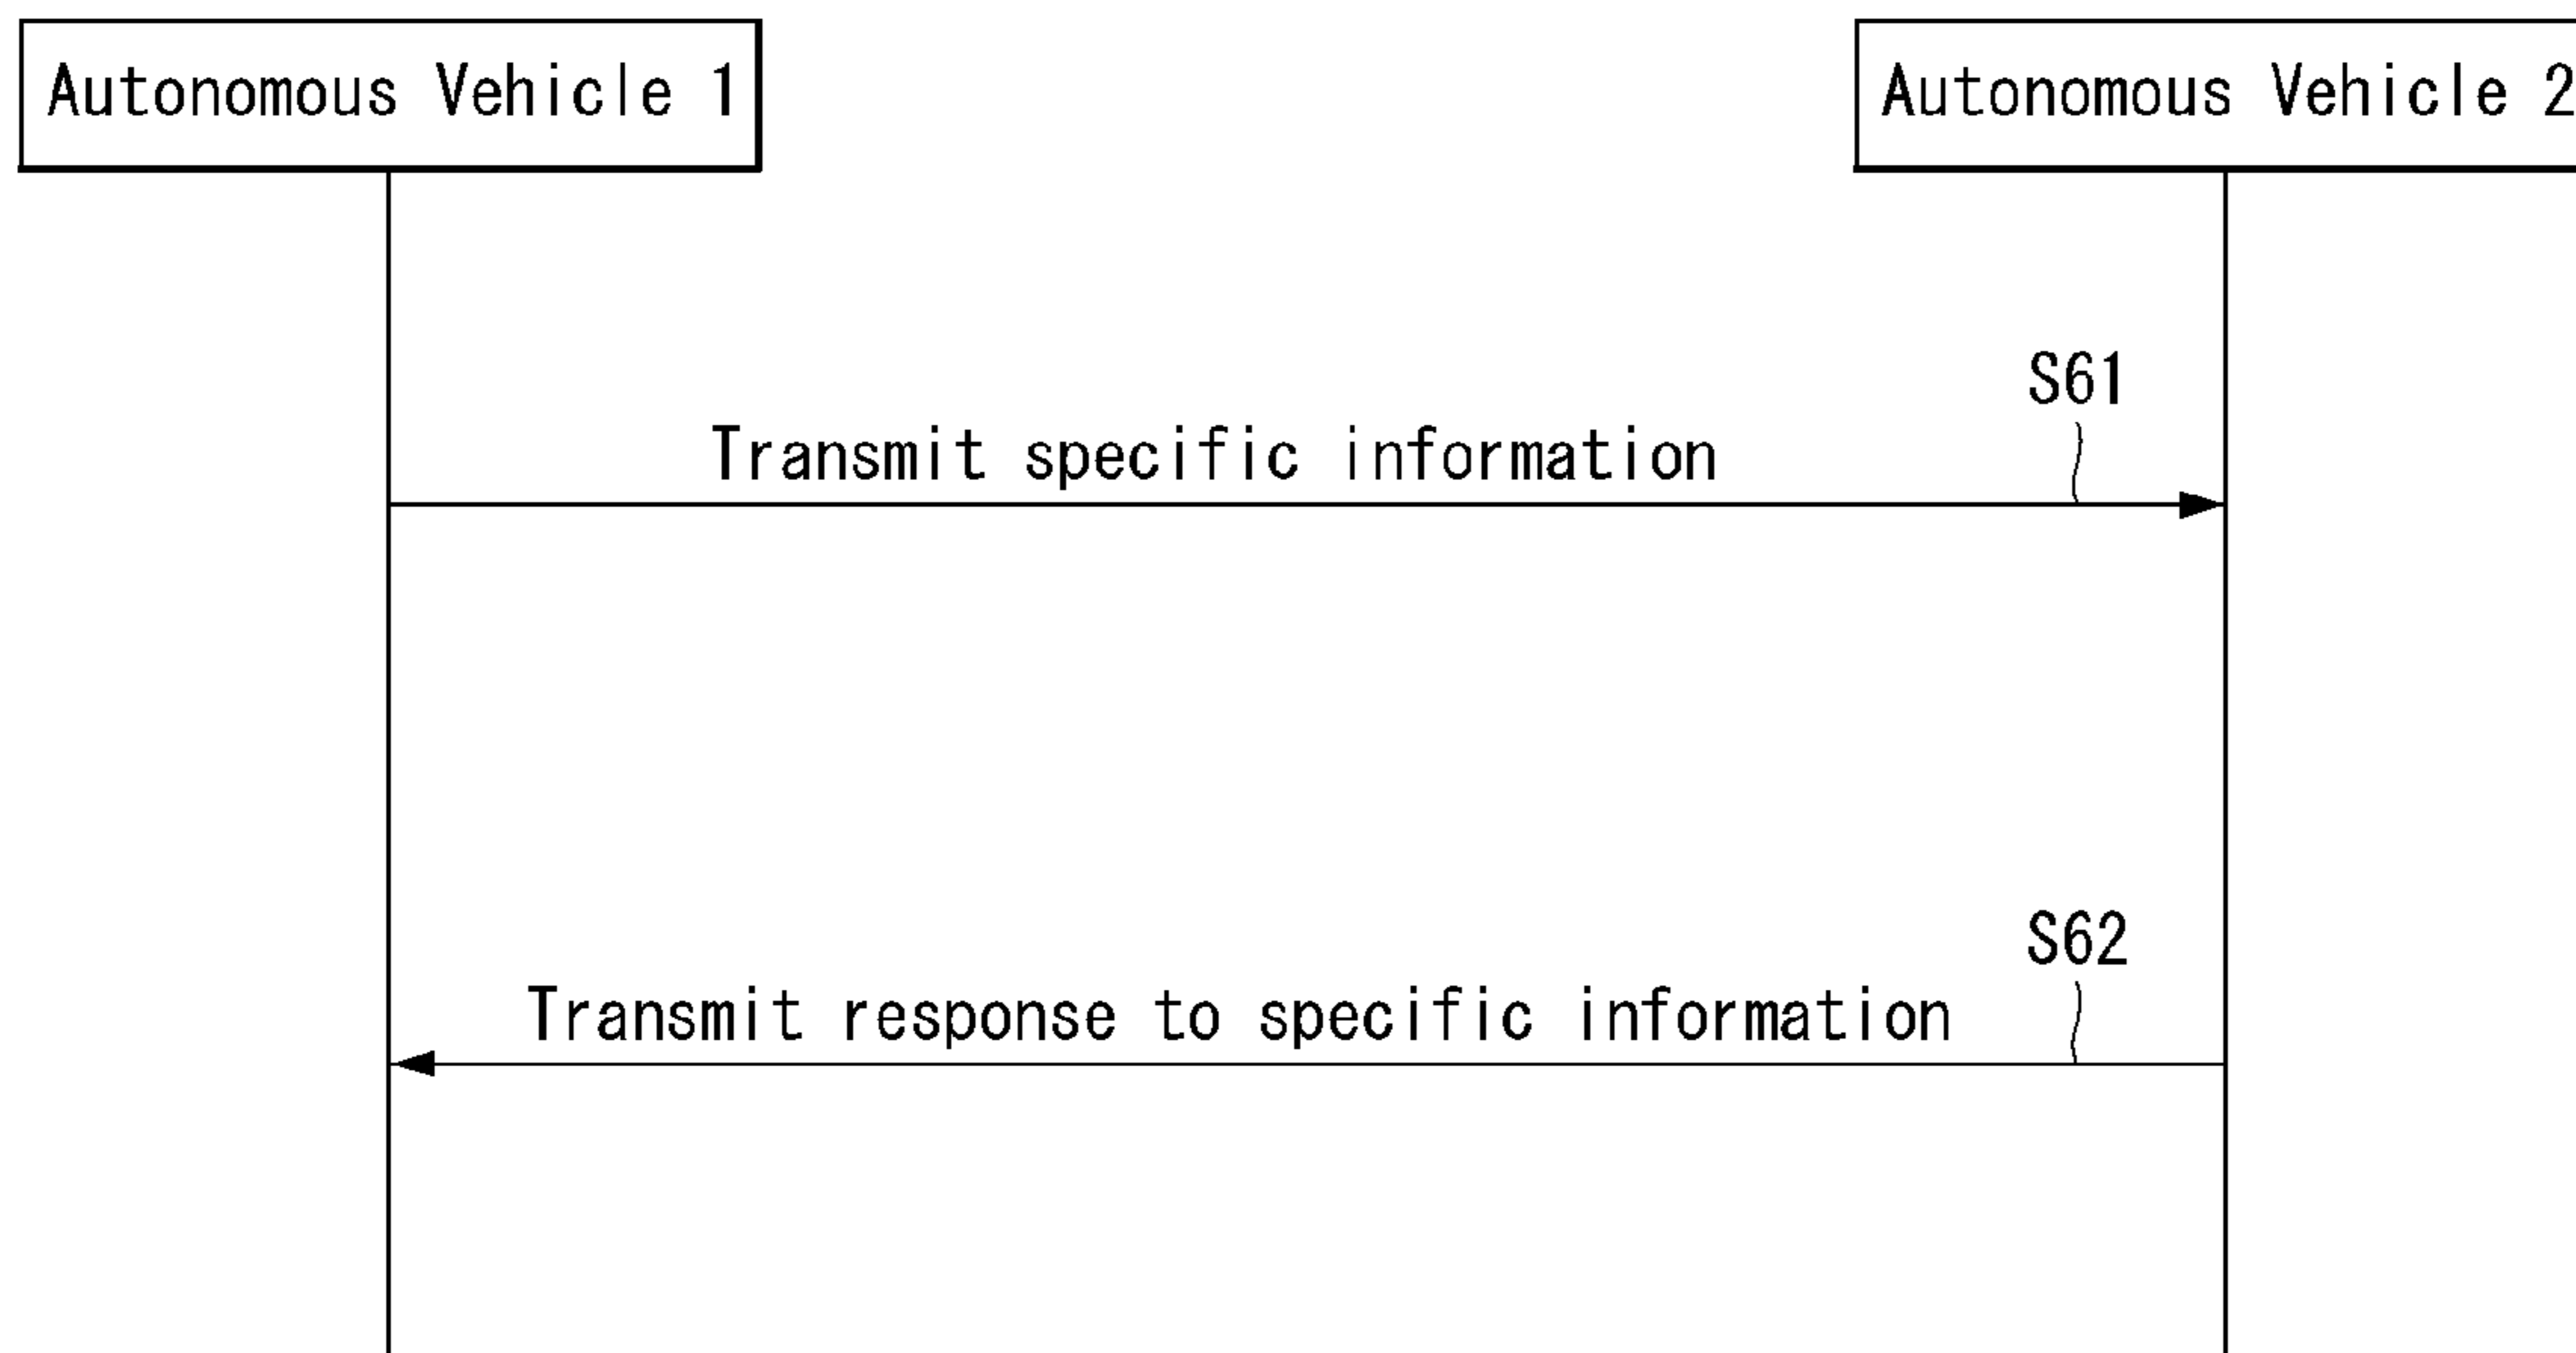 Autonomous Vehicle 1
Autonomous Vehicle 2
S61
Transmit specific information
S62
Transmit response to specific information